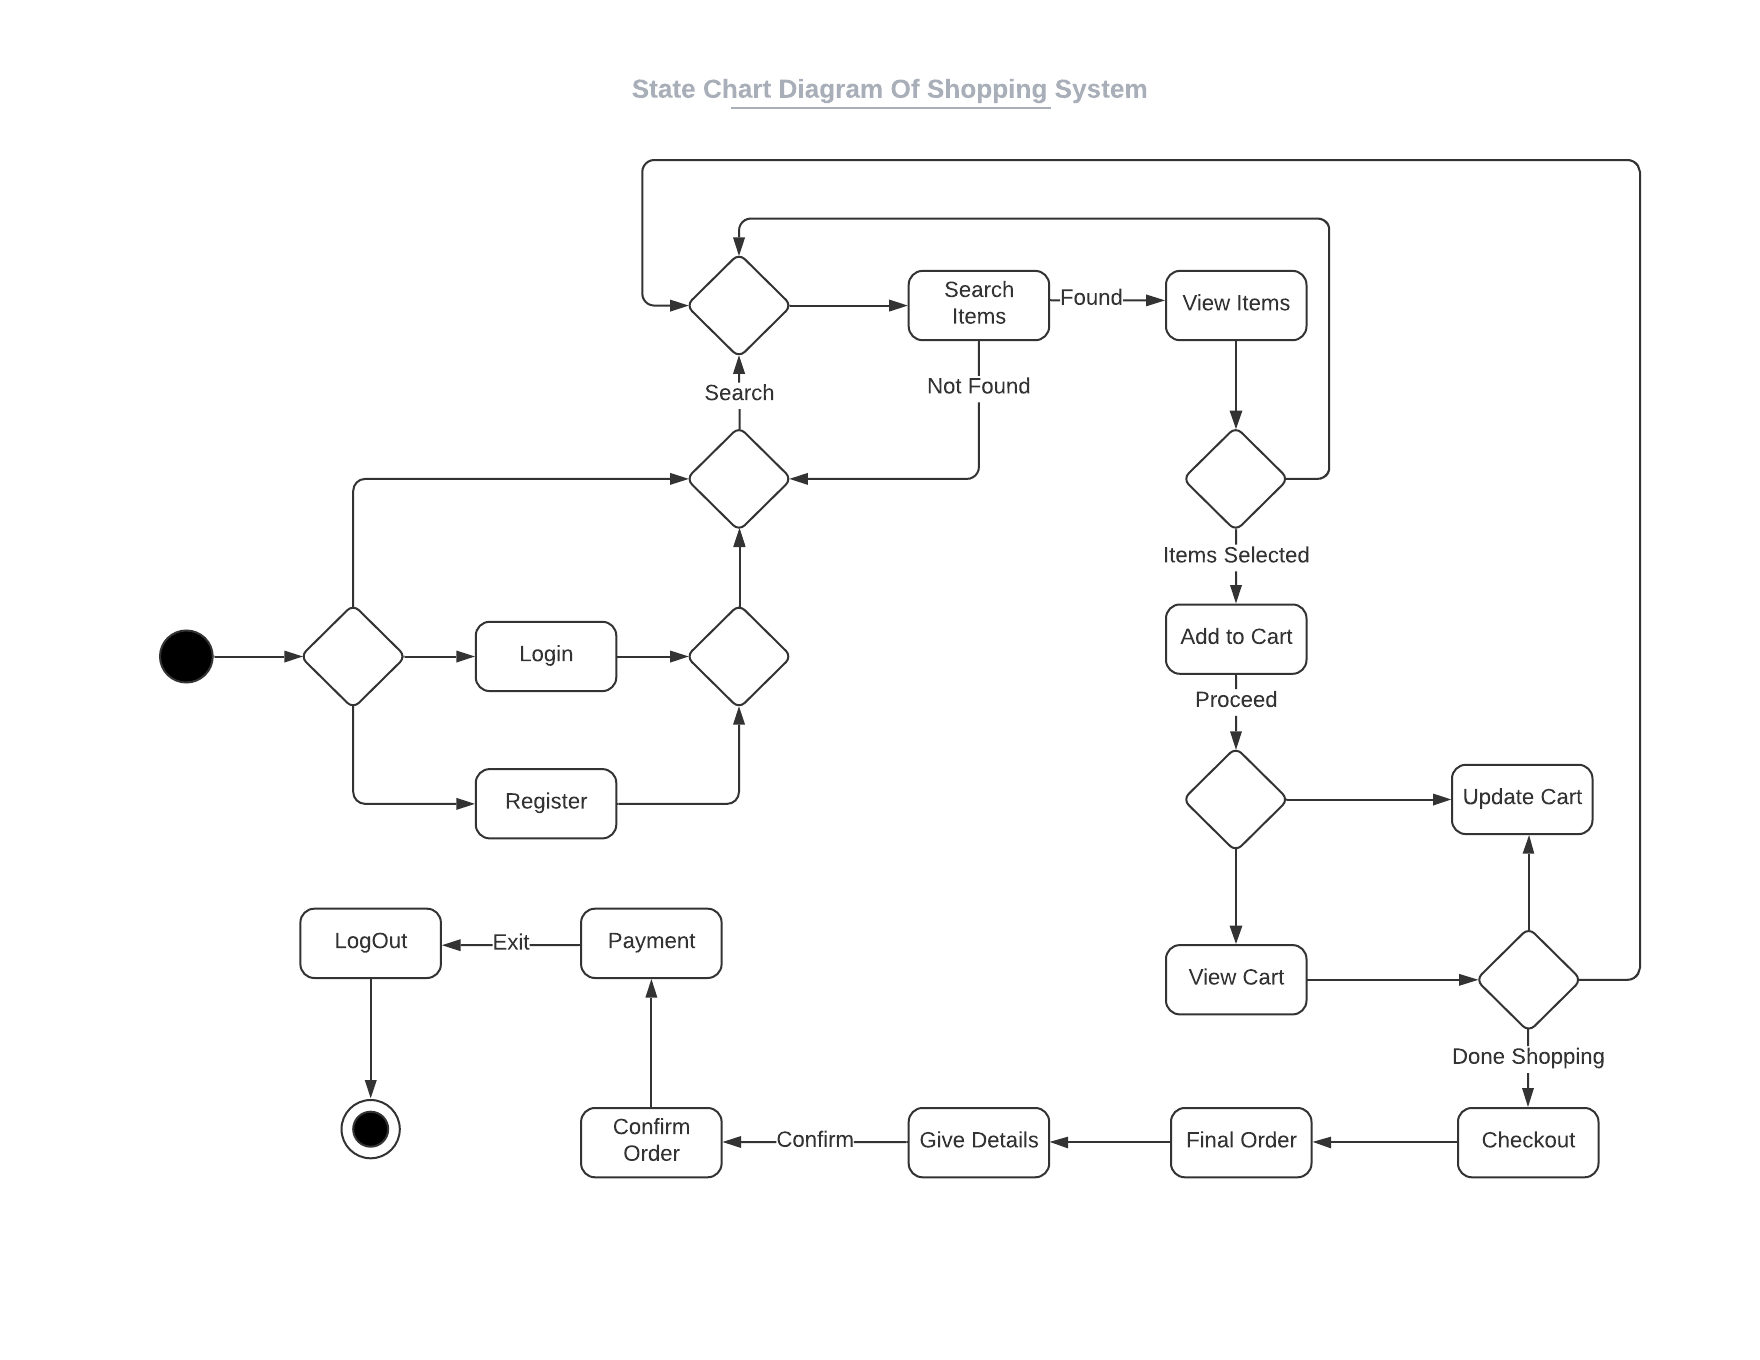 State Chart Diagram Of Shopping System
Search
Items
Found
View Items
Search
Not Found
Items Selected
Login
Add to Cart
Proceed
Register
Update Cart
LogOut
Exit
Payment
View Cart
Done Shopping
Confirm
Order
Confirm
Give Details
Final Order
Checkout